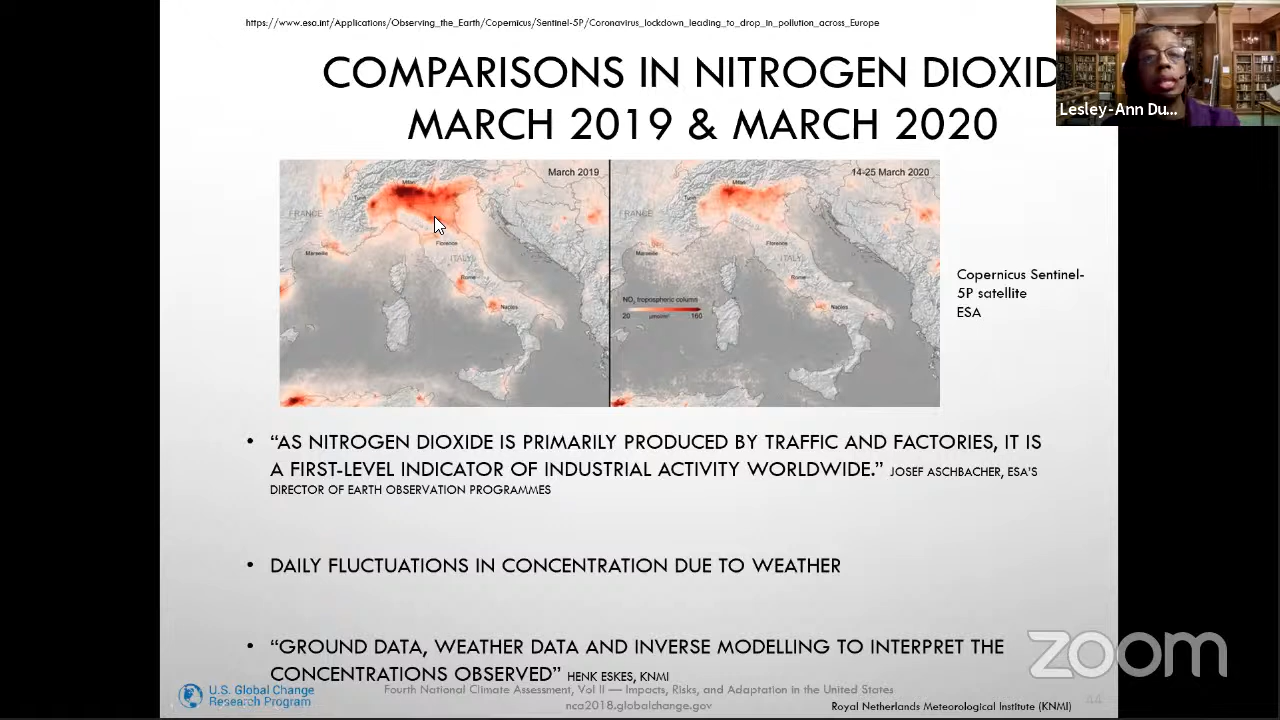 https://www.esa.int/Applications/Observing_the_Earth/Copernicus/Sentinel-5P/Coronavirus_lockdown_leading_to_drop_in_pollution_across_Europe
COMPARISONS IN NITROGEN DIOXID
MARCH 2019 & MARCH 2020
Lesley-Ann Du...
March 2019
Milan
Turin
FRANCE
Marseille
Florence
ITALY
Rome
Naples
14-25 March 2020
Milan
Turin
FRANCE
Marseille
Florence
ITALY
Rome
Naples
NO₂ tropospheric column
20 µmol/m² 160
Copernicus Sentinel-
5P satellite
ESA
• “AS NITROGEN DIOXIDE IS PRIMARILY PRODUCED BY TRAFFIC AND FACTORIES, IT IS
A FIRST-LEVEL INDICATOR OF INDUSTRIAL ACTIVITY WORLDWIDE.” JOSEF ASCHBACHER, ESA'S
DIRECTOR OF EARTH OBSERVATION PROGRAMMES
• DAILY FLUCTUATIONS IN CONCENTRATION DUE TO WEATHER
• “GROUND DATA, WEATHER DATA AND INVERSE MODELLING TO INTERPRET THE
CONCENTRATIONS OBSERVED” HENK ESKES, KNMI
U.S. Global Change
Research Program
Fourth National Climate Assessment, Vol II — Impacts, Risks, and Adaptation in the United States
nca2018.globalchange.gov
Royal Netherlands Meteorological Institute (KNMI)
44
zoom